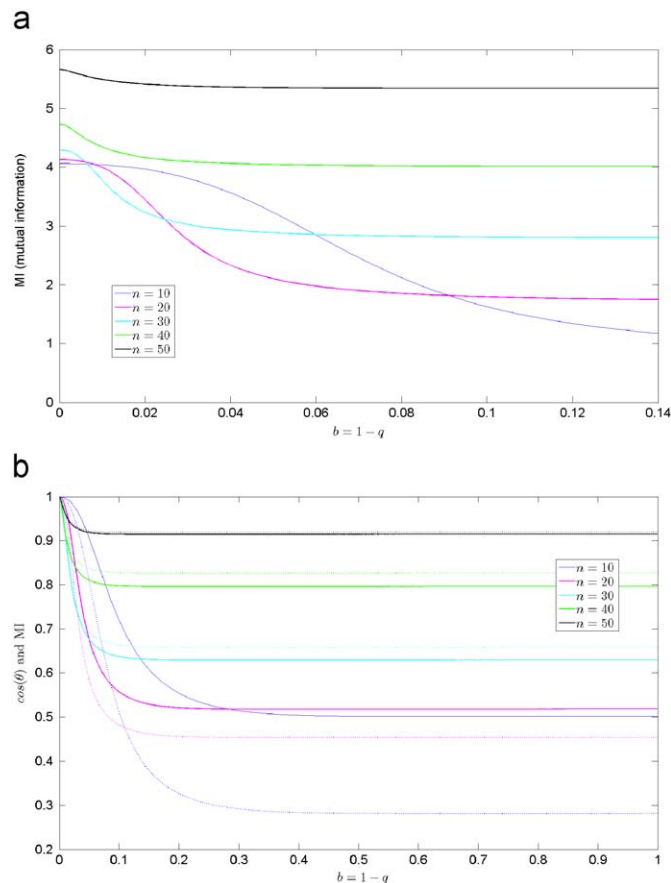 a
6
5
4
3
2
1
0
MI (mutual information)
n = 10
n = 20
n = 30
n = 40
n = 50
0 0.02 0.04 0.06 0.08 0.1 0.12 0.14
b = 1 − q
b
1
0.9
0.8
0.7
0.6
0.5
0.4
0.3
0.2
cos(θ) and MI
n = 10
n = 20
n = 30
n = 40
n = 50
0 0.1 0.2 0.3 0.4 0.5 0.6 0.7 0.8 0.9 1
b = 1 − q